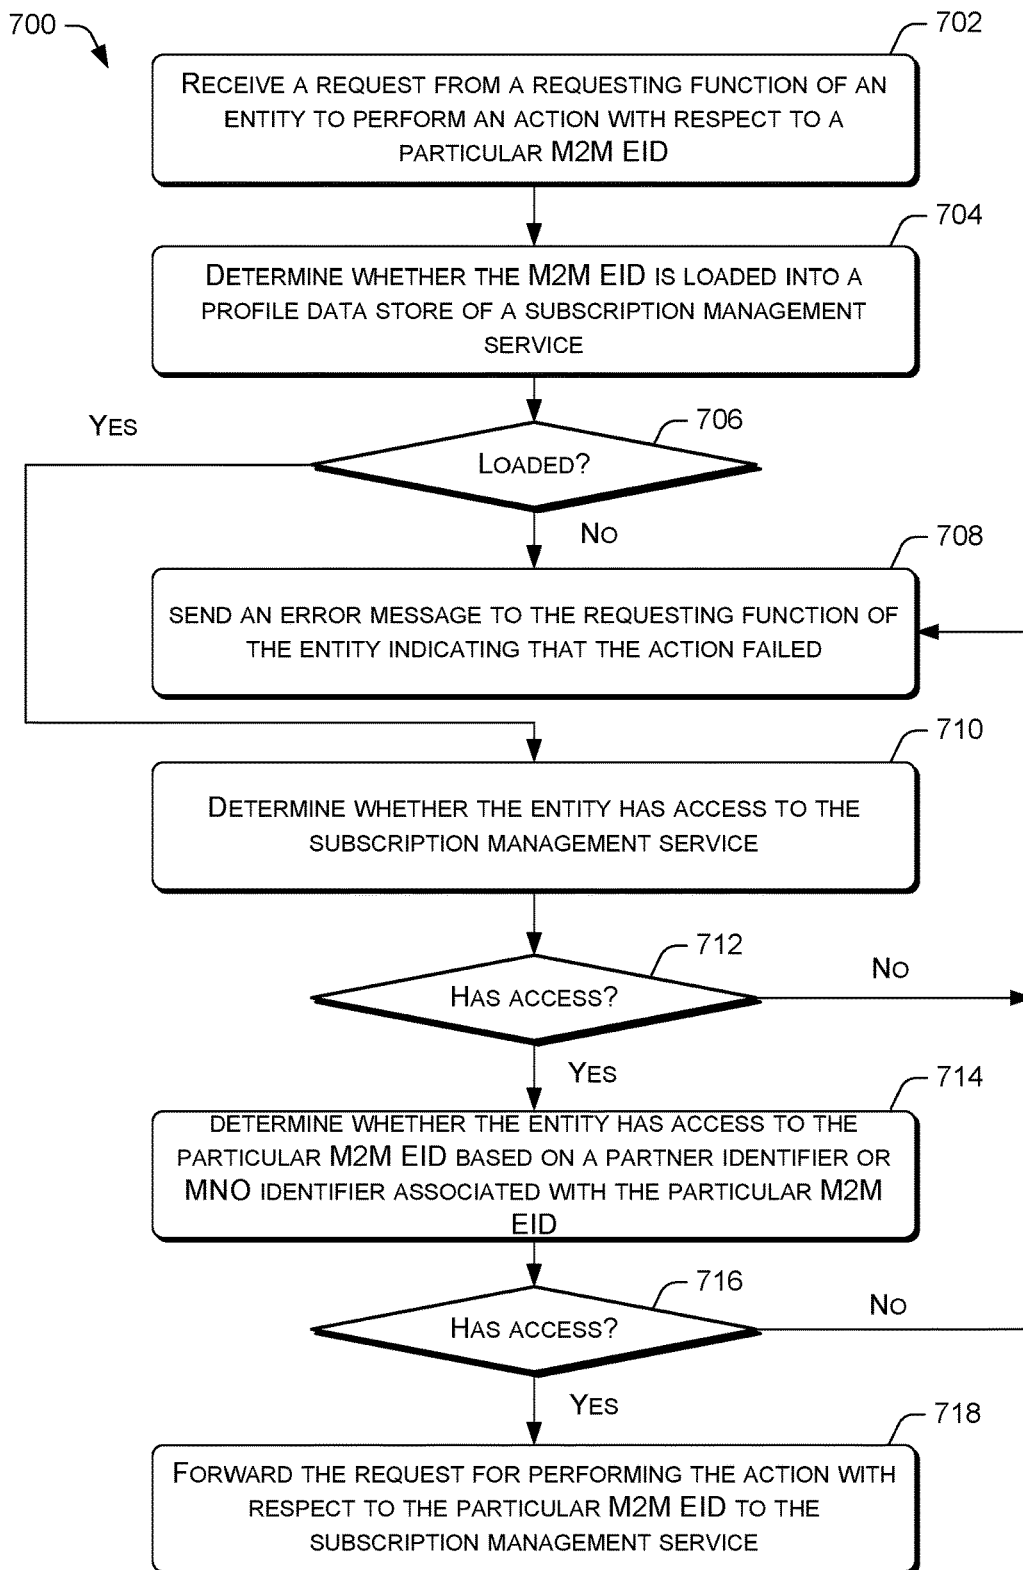 700
702
RECEIVE A REQUEST FROM A REQUESTING FUNCTION OF AN
ENTITY TO PERFORM AN ACTION WITH RESPECT TO A
PARTICULAR M2M EID
704
DETERMINE WHETHER THE M2M EID IS LOADED INTO A
PROFILE DATA STORE OF A SUBSCRIPTION MANAGEMENT
SERVICE
YES
706
LOADED?
NO
708
SEND AN ERROR MESSAGE TO THE REQUESTING FUNCTION OF
THE ENTITY INDICATING THAT THE ACTION FAILED
710
DETERMINE WHETHER THE ENTITY HAS ACCESS TO THE
SUBSCRIPTION MANAGEMENT SERVICE
712
HAS ACCESS?
NO
YES
714
DETERMINE WHETHER THE ENTITY HAS ACCESS TO THE
PARTICULAR M2M EID BASED ON A PARTNER IDENTIFIER OR
MNO IDENTIFIER ASSOCIATED WITH THE PARTICULAR M2M
EID
716
HAS ACCESS?
NO
YES
718
FORWARD THE REQUEST FOR PERFORMING THE ACTION WITH
RESPECT TO THE PARTICULAR M2M EID TO THE
SUBSCRIPTION MANAGEMENT SERVICE